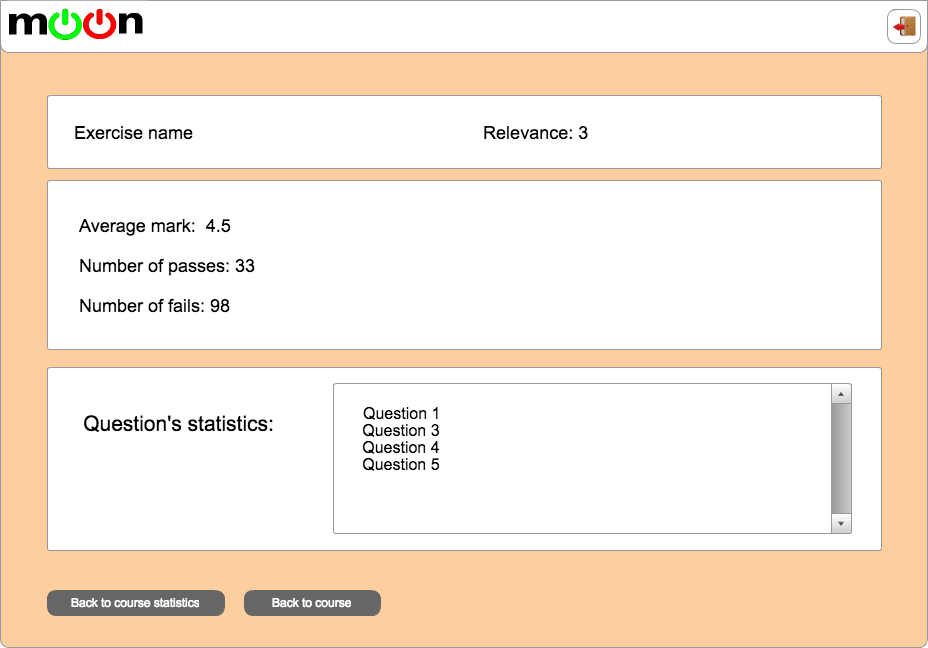 moon
Exercise name Relevance: 3
Average mark: 4.5
Number of passes: 33
Number of fails: 98
Question's statistics:
Question 1
Question 3
Question 4
Question 5
Back to course statistics Back to course